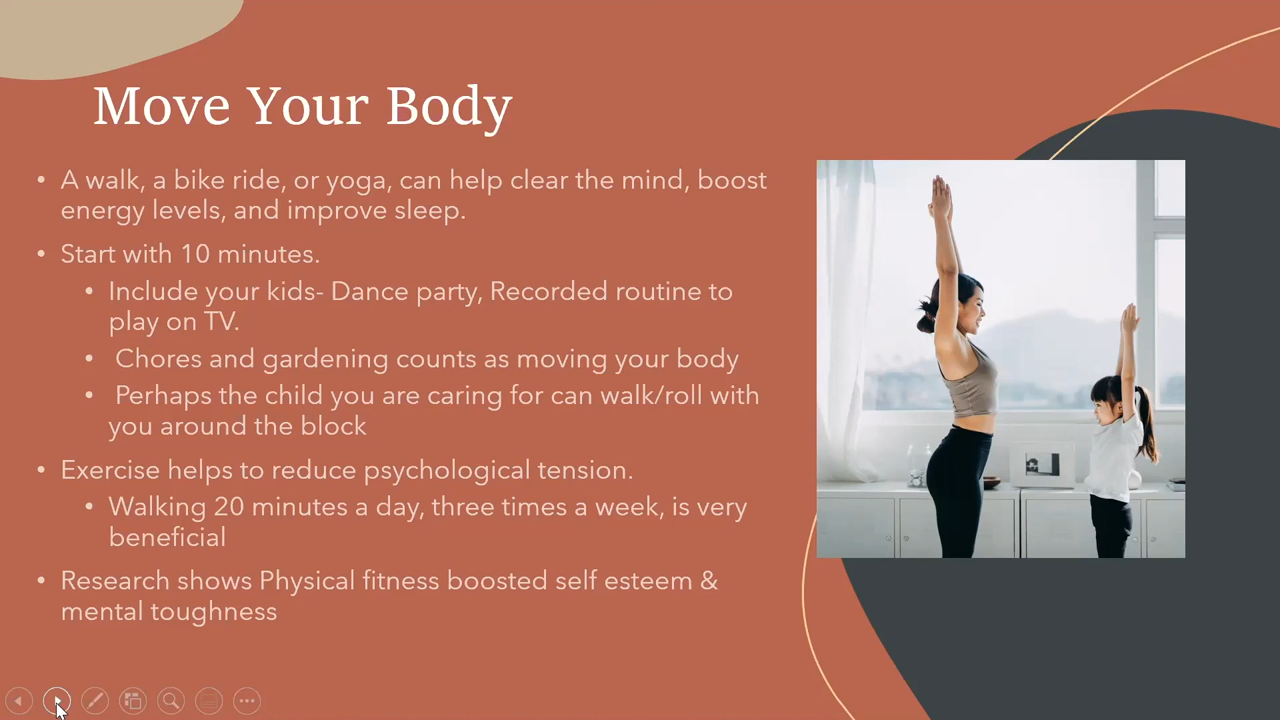 Move Your Body
• A walk, a bike ride, or yoga, can help clear the mind, boost
energy levels, and improve sleep.
• Start with 10 minutes.
• Include your kids- Dance party, Recorded routine to
play on TV.
• Chores and gardening counts as moving your body
• Perhaps the child you are caring for can walk/roll with
you around the block
• Exercise helps to reduce psychological tension.
• Walking 20 minutes a day, three times a week, is very
beneficial
• Research shows Physical fitness boosted self esteem &
mental toughness